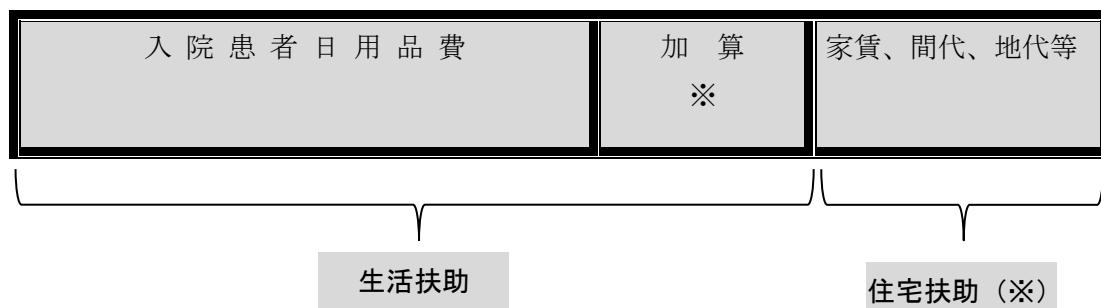 入院患者日用品費
加算
※
家賃、間代、地代等
生活扶助
住宅扶助（※）